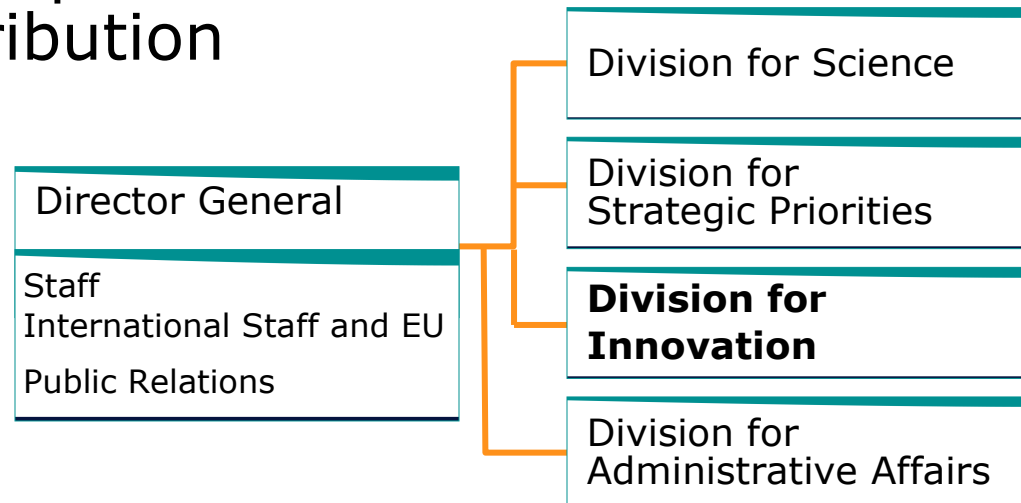 ribution
Director General
Staff
International Staff and EU
Public Relations
Division for Science
Division for
Strategic Priorities
Division for
Innovation
Division for
Administrative Affairs